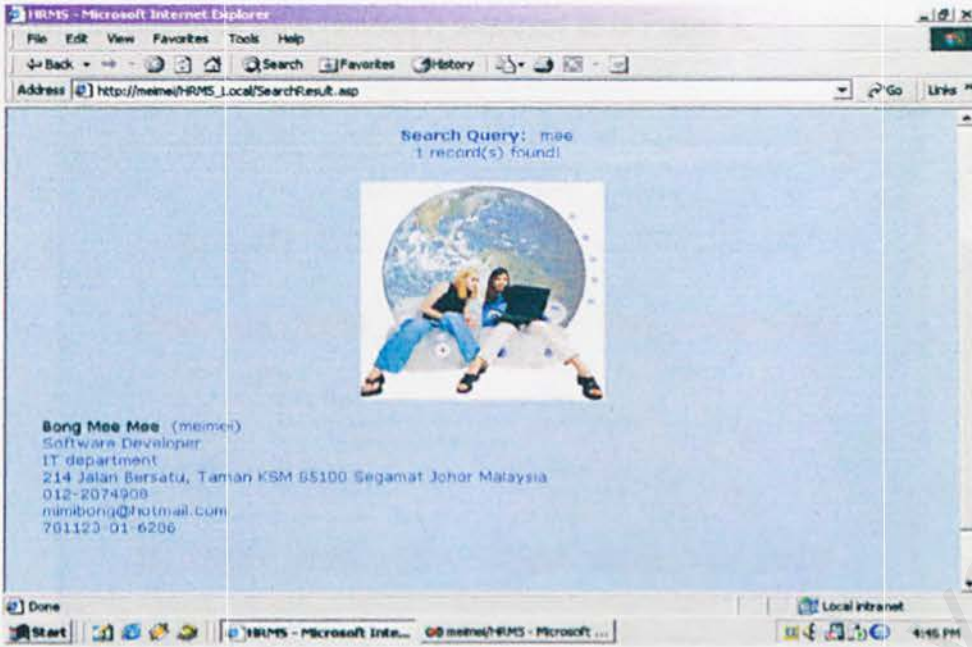 HRMS - Microsoft Internet Explorer
File Edit View Favorites Tools Help
Back Search Favorites History
Address http://meimei/HRMS_Local/SearchResult.asp Go Links
Search Query: mee
1 record(s) found!
Bong Mee Mee (meimei)
Software Developer
IT department
214 Jalan Bersatu, Taman KSM 85100 Segamat Johor Malaysia
012-2074908
mimibong@hotmail.com
781123-01-6206
Done Local intranet
Start HRMS - Microsoft Inte... meimei/HRMS - Microsoft ... 4:45 PM